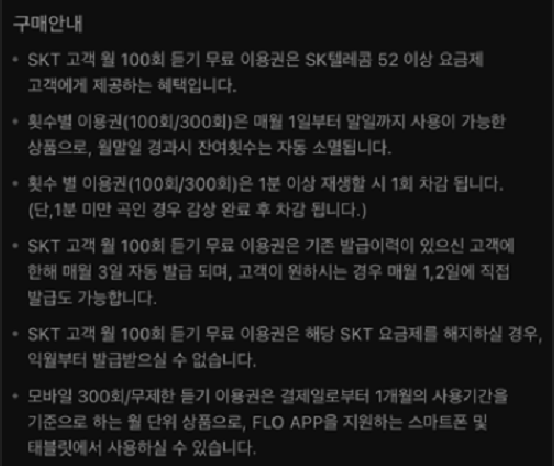 구매안내
• SKT 고객 월 100회 듣기 무료 이용권은 SK텔레콤 52 이상 요금제
고객에게 제공하는 혜택입니다.
• 횟수별 이용권(100회/300회)은 매월 1일부터 말일까지 사용이 가능한
상품으로, 월말일 경과시 잔여횟수는 자동 소멸됩니다.
• 횟수 별 이용권(100회/300회)은 1분 이상 재생할 시 1회 차감 됩니다.
(단,1분 미만 곡인 경우 감상 완료 후 차감 됩니다.)
• SKT 고객 월 100회 듣기 무료 이용권은 기존 발급이력이 있으신 고객에
한해 매월 3일 자동 발급 되며, 고객이 원하시는 경우 매월 1,2일에 직접
발급도 가능합니다.
• SKT 고객 월 100회 듣기 무료 이용권은 해당 SKT 요금제를 해지하실 경우,
익월부터 발급받으실 수 없습니다.
• 모바일 300회/무제한 듣기 이용권은 결제일로부터 1개월의 사용기간을
기준으로 하는 월 단위 상품으로, FLO APP을 지원하는 스마트폰 및
태블릿에서 사용하실 수 있습니다.